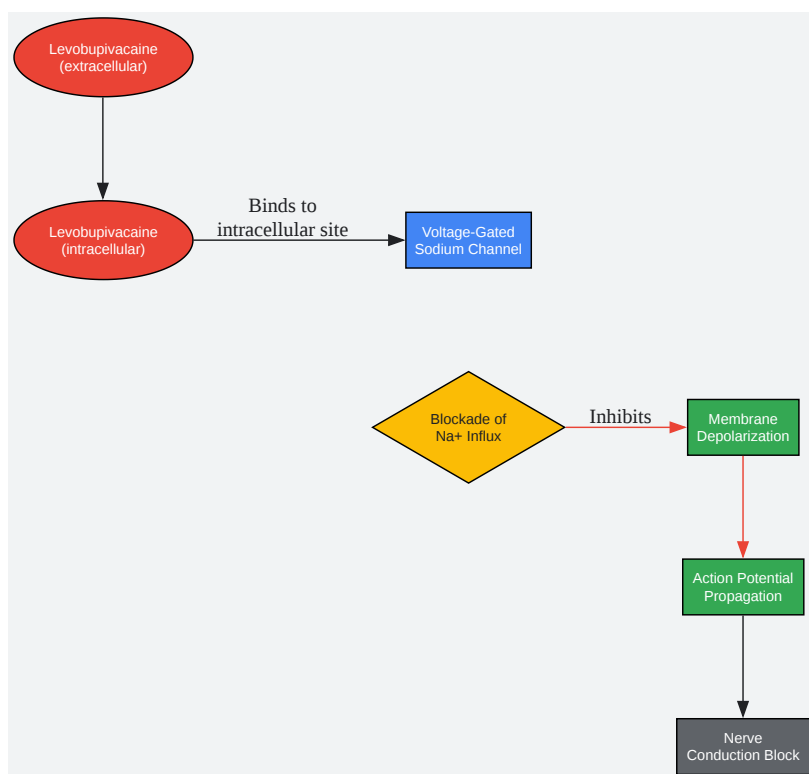 Levobupivacaine
(extracellular)
Levobupivacaine
(intracellular)
Binds to
intracellular site
Voltage-Gated
Sodium Channel
Blockade of
Na+ Influx
Inhibits
Membrane
Depolarization
Action Potential
Propagation
Nerve
Conduction Block